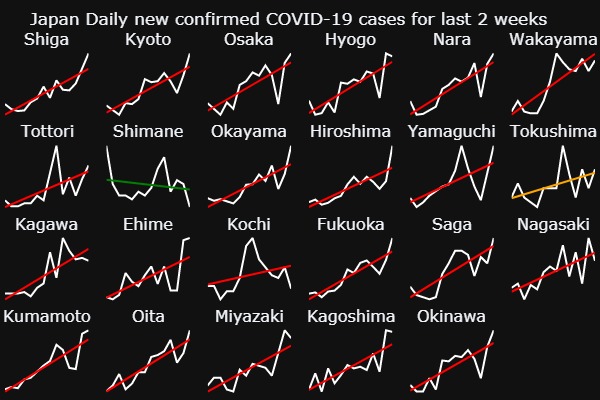 Japan Daily new confirmed COVID-19 cases for last 2 weeks
Shiga Kyoto Osaka Hyogo Nara Wakayama
Tottori Shimane Okayama Hiroshima Yamaguchi Tokushima
Kagawa Ehime Kochi Fukuoka Saga Nagasaki
Kumamoto Oita Miyazaki Kagoshima Okinawa